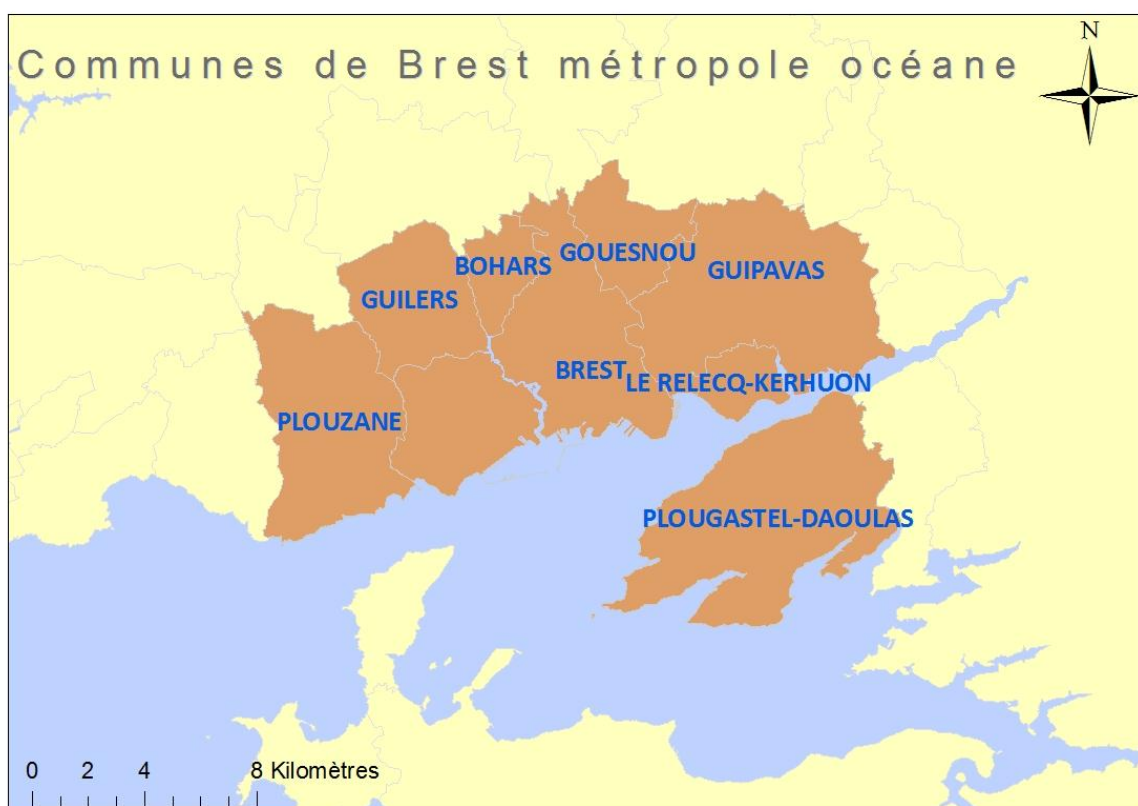 N
Communes de Brest métropole océane
GOUESNOU
BOHARS
GUIPAVAS
GUILERS
BREST
LE RELECQ-KERHUON
PLOUZANE
PLOUGASTEL-DAOULAS
0 2 4 8 Kilomètres